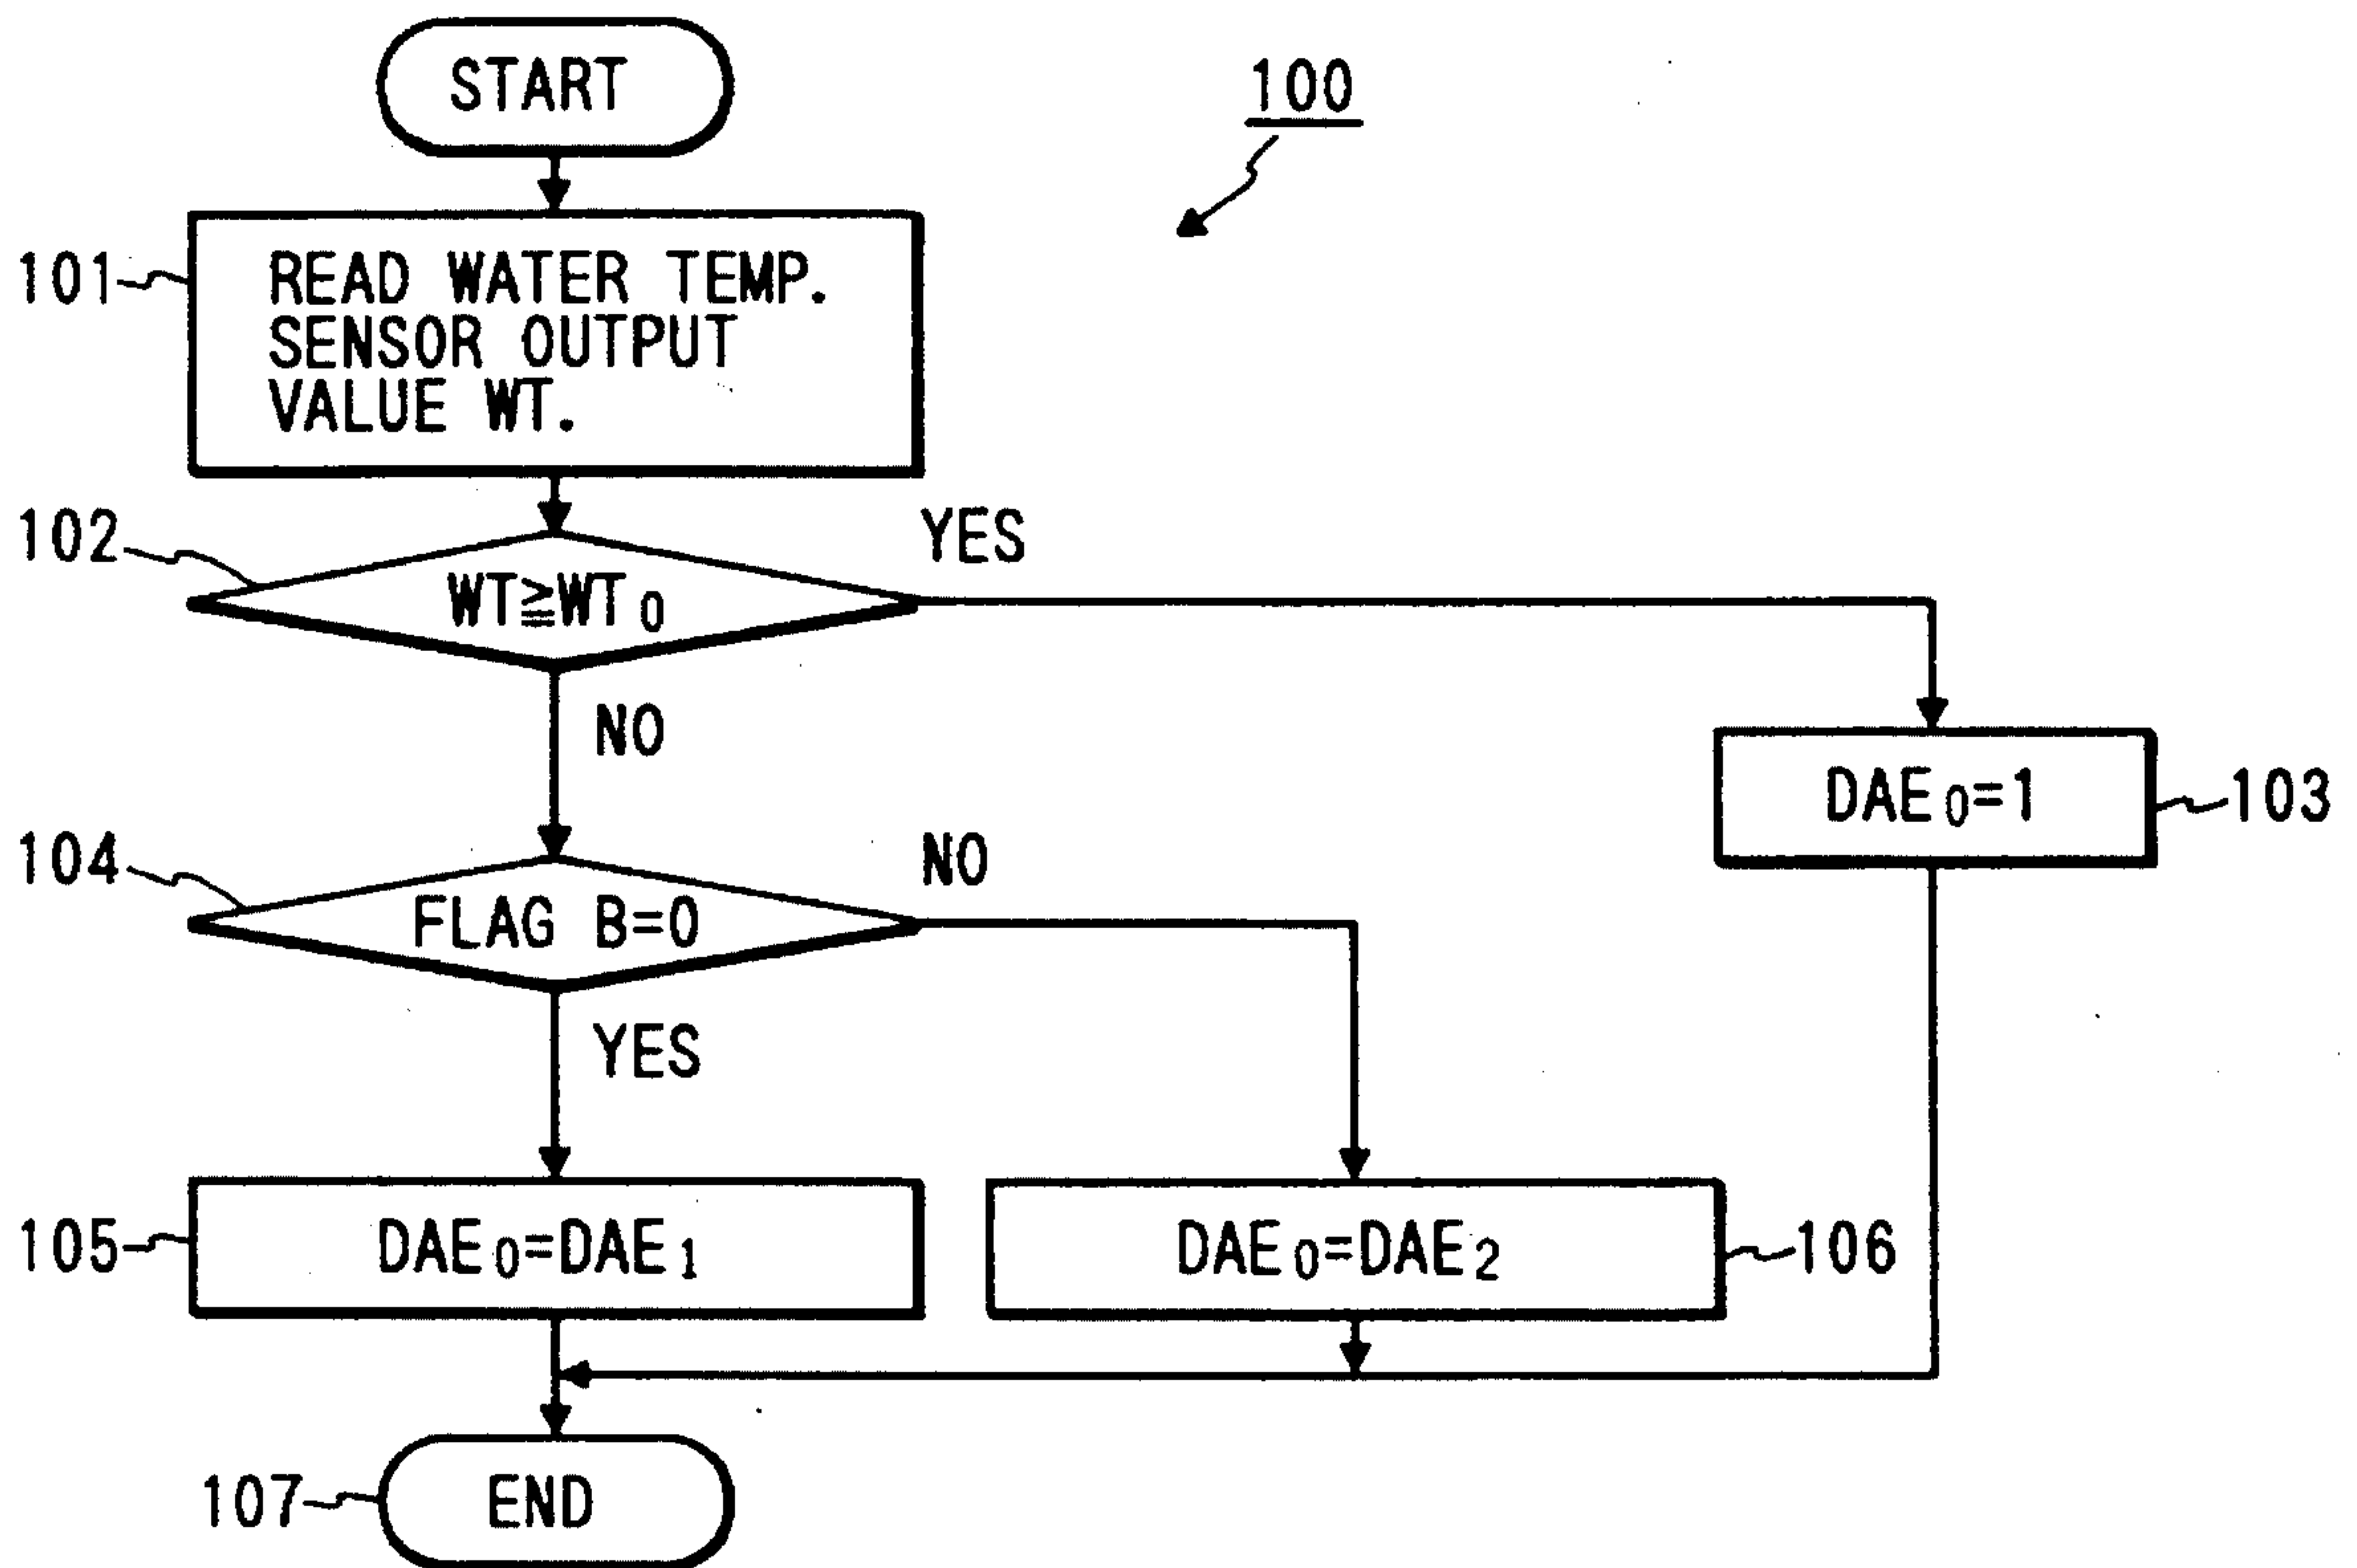 START
100
101
READ WATER TEMP.
SENSOR OUTPUT
VALUE WT.
102
YES
WT≧WT₀
NO
DAE₀=1
103
104
NO
FLAG B=0
YES
105
DAE₀=DAE₁
DAE₀=DAE₂
106
107
END